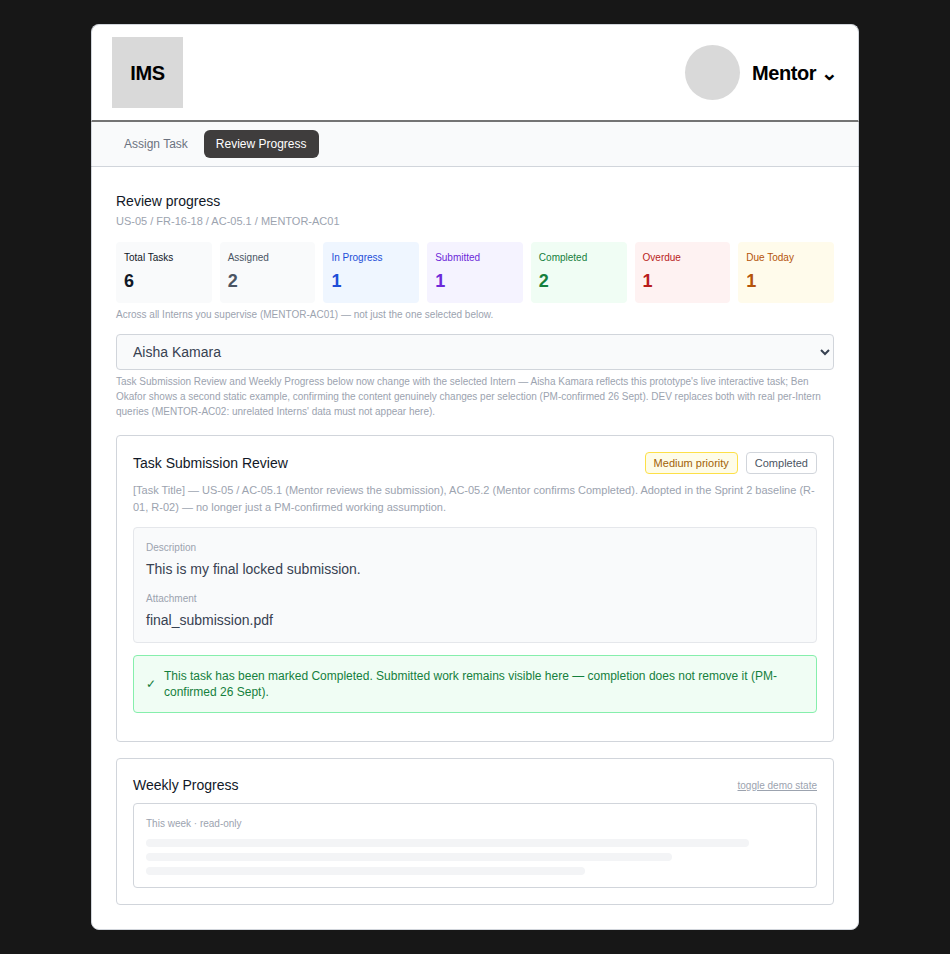 IMS
Mentor
Assign Task
Review Progress
Review progress
US-05 / FR-16-18 / AC-05.1 / MENTOR-AC01
Total Tasks
6
Assigned
2
In Progress
1
Submitted
1
Completed
2
Overdue
1
Due Today
1
Across all Interns you supervise (MENTOR-AC01) — not just the one selected below.
Aisha Kamara
Task Submission Review and Weekly Progress below now change with the selected Intern — Aisha Kamara reflects this prototype's live interactive task; Ben
Okafor shows a second static example, confirming the content genuinely changes per selection (PM-confirmed 26 Sept). DEV replaces both with real per-Intern
queries (MENTOR-AC02: unrelated Interns' data must not appear here).
Task Submission Review
Medium priority
Completed
[Task Title] — US-05 / AC-05.1 (Mentor reviews the submission), AC-05.2 (Mentor confirms Completed). Adopted in the Sprint 2 baseline (R-
01, R-02) — no longer just a PM-confirmed working assumption.
Description
This is my final locked submission.
Attachment
final_submission.pdf
✓ This task has been marked Completed. Submitted work remains visible here — completion does not remove it (PM-
confirmed 26 Sept).
Weekly Progress
toggle demo state
This week · read-only